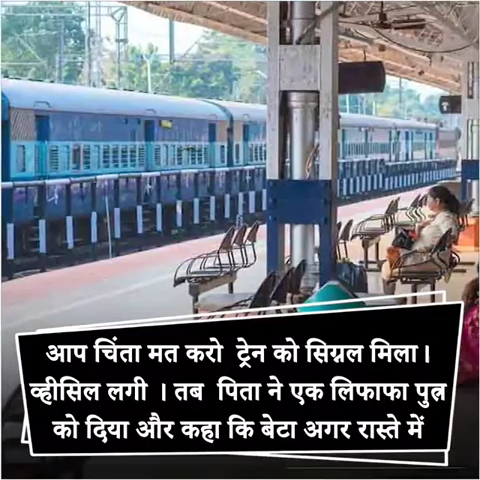 आप चिंता मत करो ट्रेन को सिग्नल मिला।
व्हीसिल लगी । तब पिता ने एक लिफाफा पुत्र
को दिया और कहा कि बेटा अगर रास्ते में